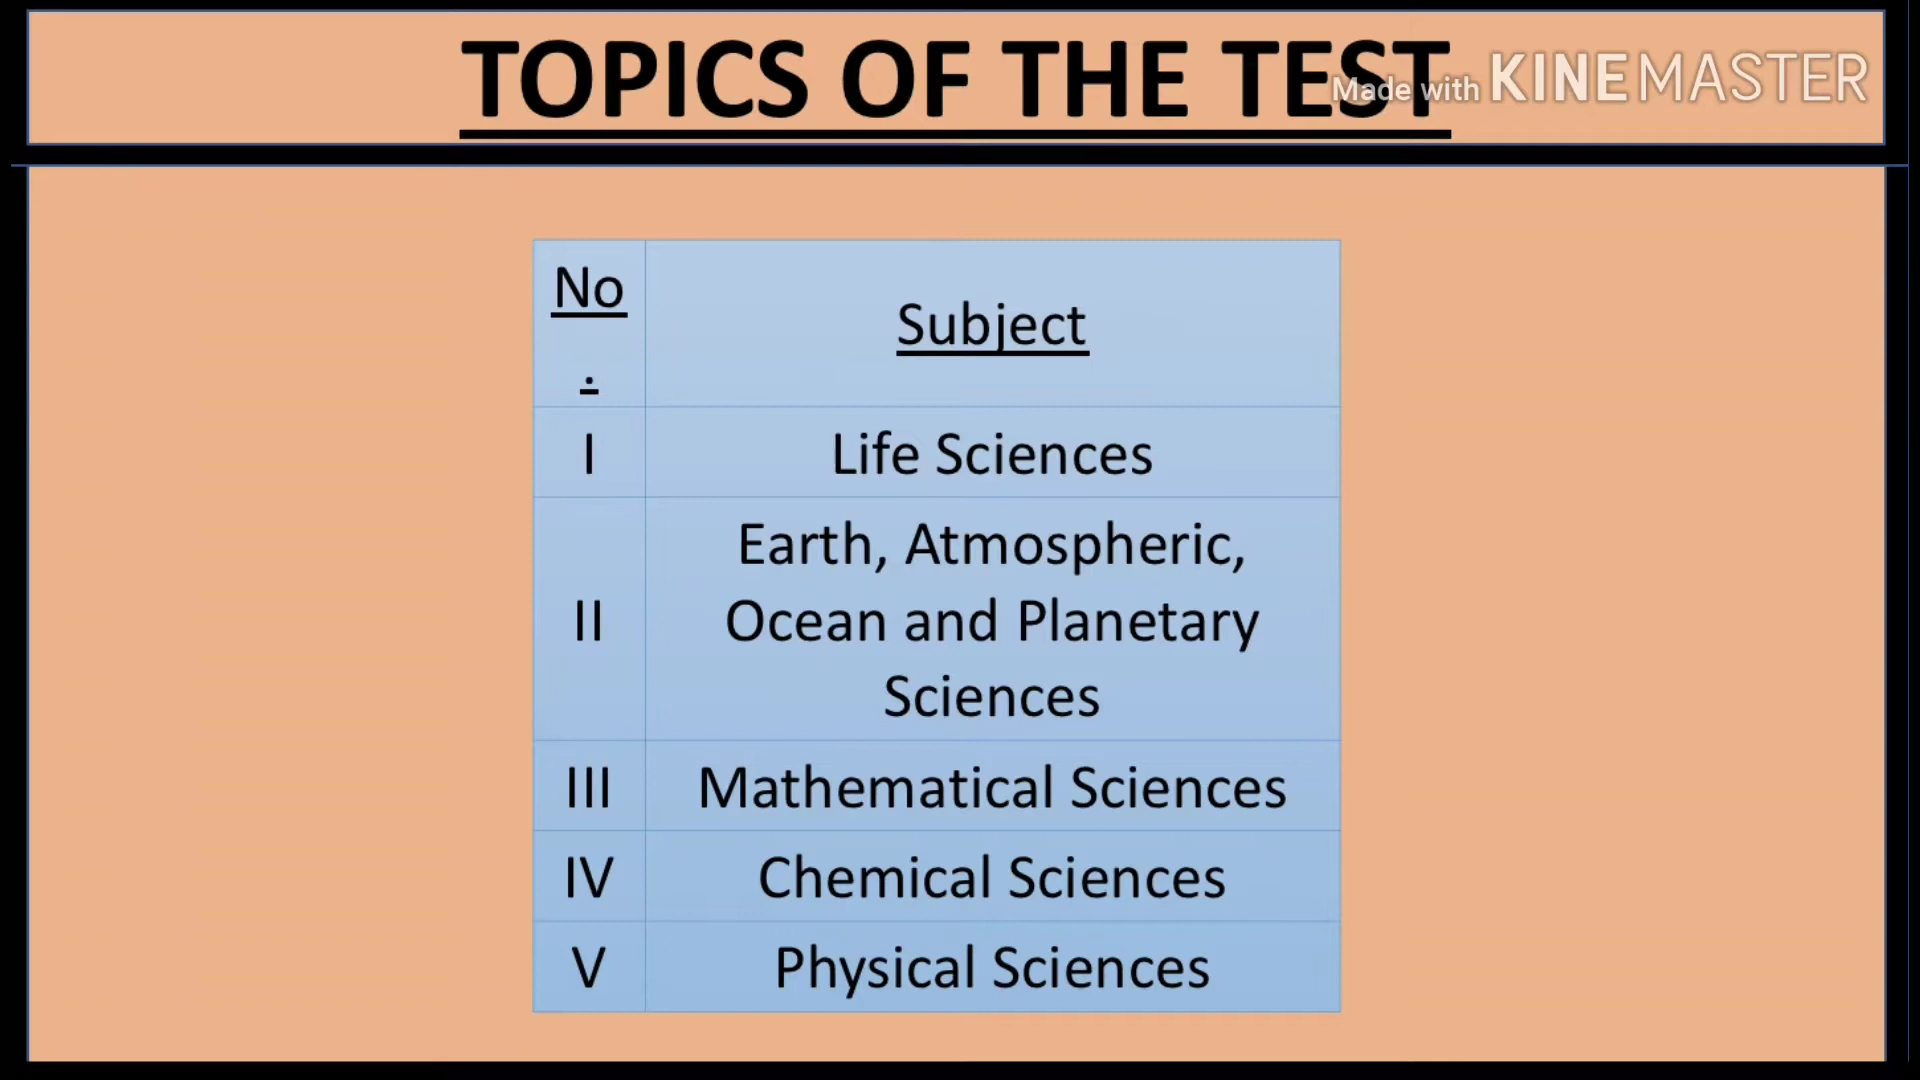 TOPICS OF THE TEST
Made with KINEMASTER
No
.
Subject
I
Life Sciences
II
Earth, Atmospheric,
Ocean and Planetary
Sciences
III
Mathematical Sciences
IV
Chemical Sciences
V
Physical Sciences